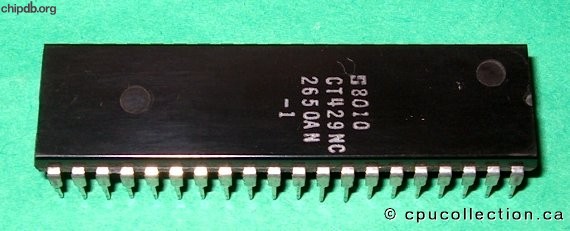 chipdb.org
8010
CT429NC
2650AN
-1
© cpucollection.ca